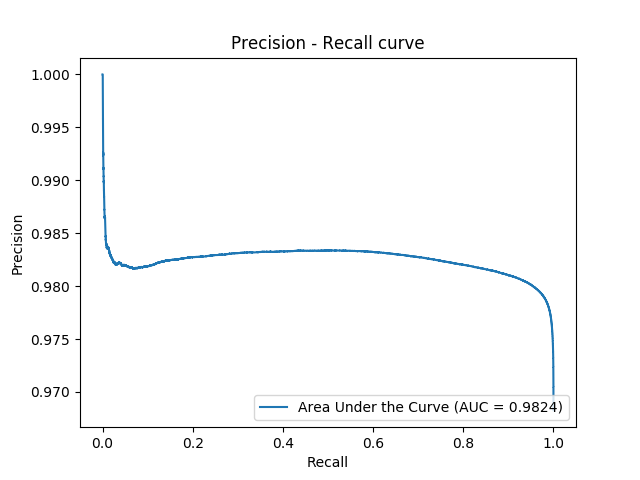 Precision - Recall curve
1.000
0.995
0.990
0.985
0.980
0.975
0.970
Precision
Area Under the Curve (AUC = 0.9824)
0.0 0.2 0.4 0.6 0.8 1.0
Recall